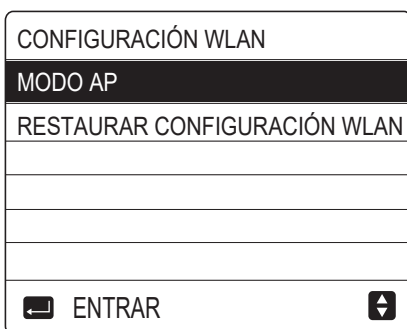 CONFIGURACIÓN WLAN
MODO AP
RESTAURAR CONFIGURACIÓN WLAN
ENTRAR